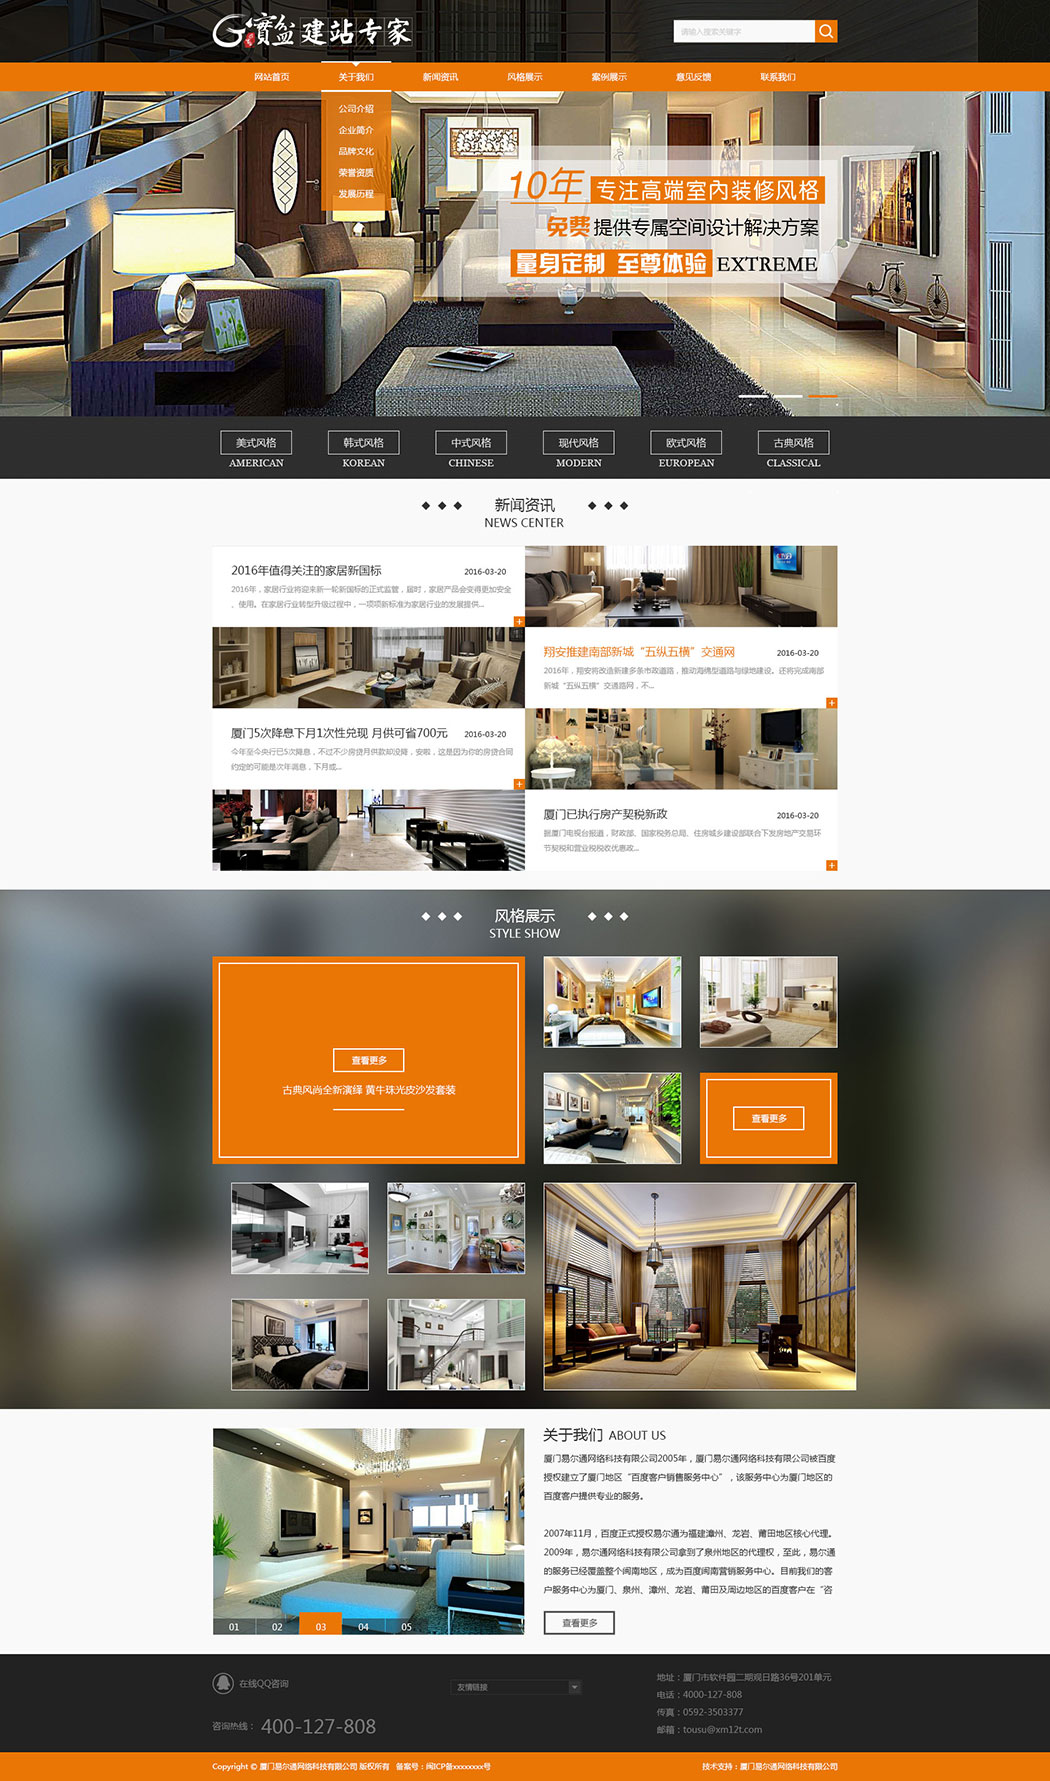 G寶盆建站专家
请输入搜索关键字
网站首页 关于我们 新闻资讯 风格展示 案例展示 意见反馈 联系我们
公司介绍
企业简介
品牌文化
荣誉资质
发展历程
10年 专注高端室内装修风格
免费 提供专属空间设计解决方案
量身定制 至尊体验 EXTREME
美式风格 韩式风格 中式风格 现代风格 欧式风格 古典风格
AMERICAN KOREAN CHINESE MODERN EUROPEAN CLASSICAL
新闻资讯
NEWS CENTER
2016年值得关注的家居新国标 2016-03-20
2016年，家居行业将迎来新一轮新国标的正式监管，届时，家居产品会变得更加安全
、使用。在家居行业转型升级过程中，一项项新标准为家居行业的发展提供...
翔安推建南部新城“五纵五横”交通网 2016-03-20
2016年，翔安将改造新建多条市政道路，推动海绵型道路与绿地建设。还将完成南部
新城“五纵五横”交通路网，不...
厦门5次降息下月1次性兑现 月供可省700元 2016-03-20
今年至今央行已5次降息，不过不少房贷月供款却没降，安啦，这是因为你的房贷合同
约定的可能是次年调息，下月或...
厦门已执行房产契税新政 2016-03-20
据厦门电视台报道，财政部、国家税务总局、住房城乡建设部联合下发房地产交易环
节契税和营业税税收优惠政...
风格展示
STYLE SHOW
查看更多
古典风尚全新演绎 黄牛珠光皮沙发套装
查看更多
关于我们 ABOUT US
厦门易尔通网络科技有限公司2005年，厦门易尔通网络科技有限公司被百度
授权建立了厦门地区“百度客户销售服务中心”，该服务中心为厦门地区的
百度客户提供专业的服务。
2007年11月，百度正式授权易尔通为福建漳州、龙岩、莆田地区核心代理。
2009年，易尔通网络科技有限公司拿到了泉州地区的代理权，至此，易尔通
的服务已经覆盖整个闽南地区，成为百度闽南营销服务中心。目前我们的客
户服务中心为厦门、泉州、漳州、龙岩、莆田及周边地区的百度客户在“咨
查看更多
01 02 03 04 05
在线QQ咨询
友情链接
咨询热线： 400-127-808
地址：厦门市软件园二期观日路36号201单元
电话：4000-127-808
传真：0592-3503377
邮箱：tousu@xm12t.com
Copyright © 厦门易尔通网络科技有限公司 版权所有 备案号：闽ICP备xxxxxxxx号
技术支持：厦门易尔通网络科技有限公司